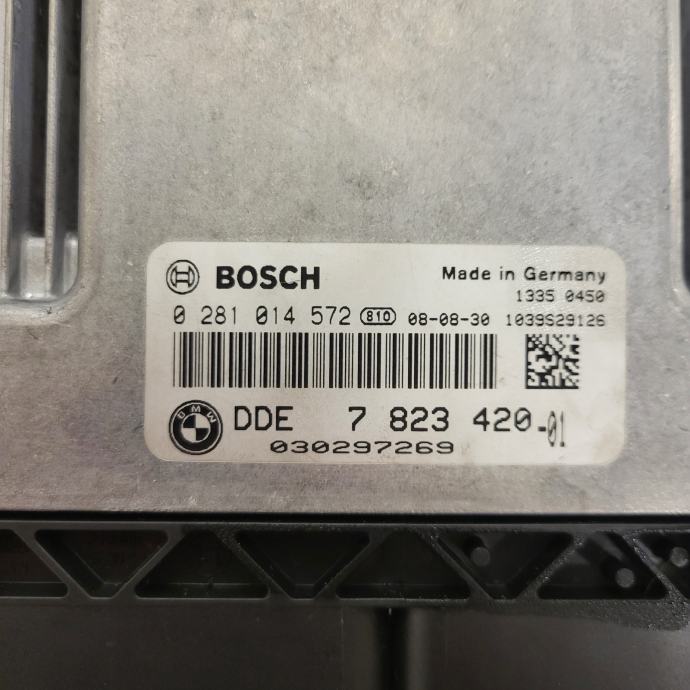 BOSCH
Made in Germany
1335 0450
0 281 014 572 810 08-08-30 1039S29126
BMW
DDE 7 823 420-01
030297269